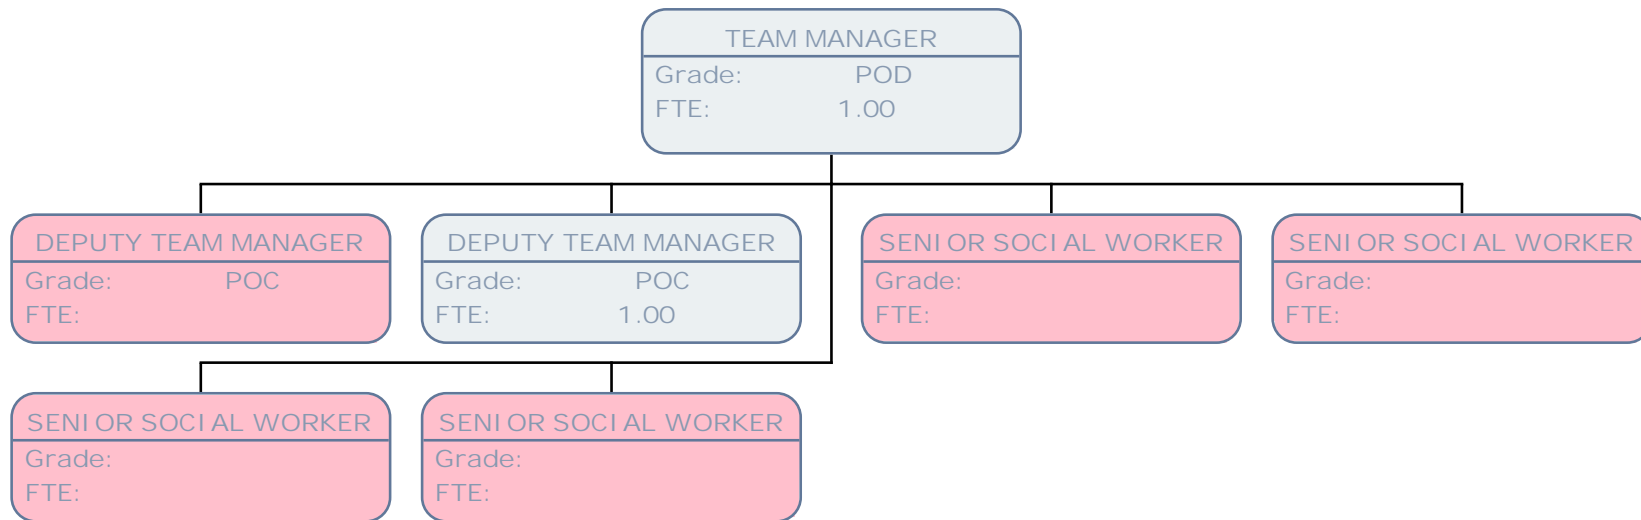 TEAM MANAGER
Grade: POD
FTE: 1.00
DEPUTY TEAM MANAGER
Grade: POC
FTE:
DEPUTY TEAM MANAGER
Grade: POC
FTE: 1.00
SENIOR SOCIAL WORKER
Grade:
FTE:
SENIOR SOCIAL WORKER
Grade:
FTE:
SENIOR SOCIAL WORKER
Grade:
FTE:
SENIOR SOCIAL WORKER
Grade:
FTE: